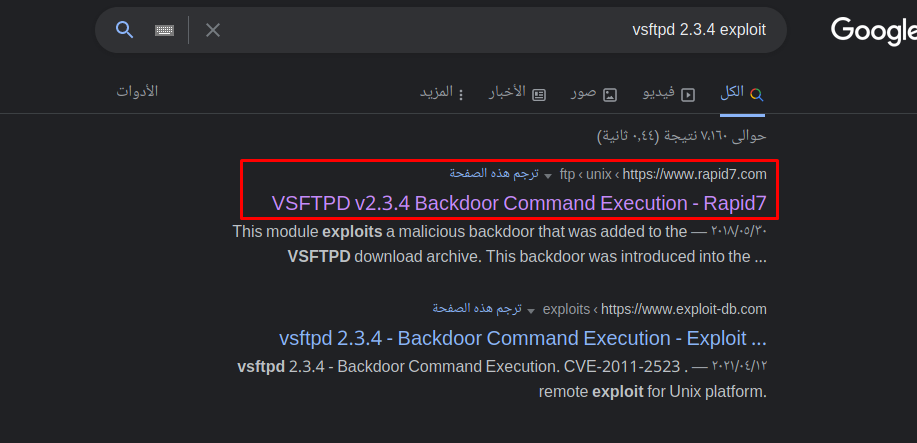 vsftpd 2.3.4 exploit
Google
الكل فيديو صور الأخبار المزيد الأدوات
حوالى ٧،١٦٠ نتيجة (٠,٤٤ ثانية)
https://www.rapid7.com › unix › ftp ترجم هذه الصفحة
VSFTPD v2.3.4 Backdoor Command Execution - Rapid7
٢٠١٨/٠٥/٣٠ — This module exploits a malicious backdoor that was added to the
VSFTPD download archive. This backdoor was introduced into the ...
https://www.exploit-db.com › exploits ترجم هذه الصفحة
vsftpd 2.3.4 - Backdoor Command Execution - Exploit ...
٢٠٢١/٠٤/١٢ — vsftpd 2.3.4 - Backdoor Command Execution. CVE-2011-2523 .
remote exploit for Unix platform.